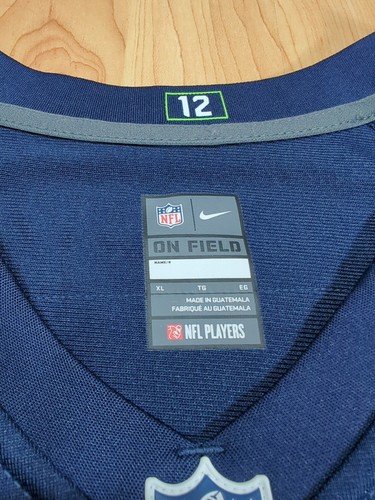 12
NFL
ON FIELD
XL TG EG
MADE IN GUATEMALA
FABRIQUÉ AU GUATEMALA
NFL PLAYERS